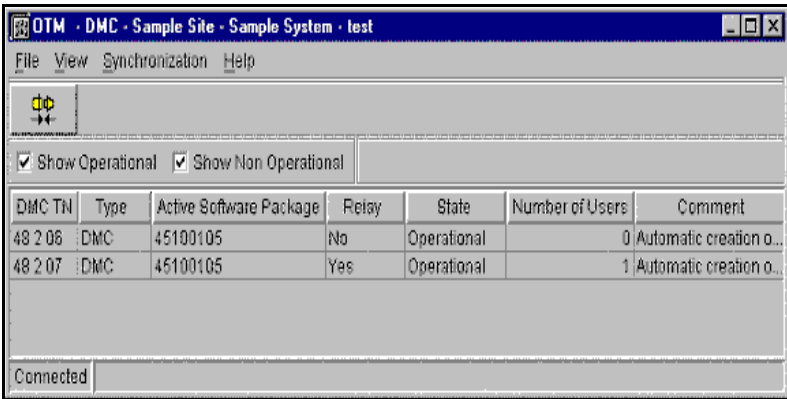 OTM - DMC - Sample Site - Sample System - test
File View Synchronization Help
Show Operational Show Non Operational
DMC TN Type Active Software Package Relay State Number of Users Comment
48 2 06 DMC 45100105 No Operational 0 Automatic creation o...
48 2 07 DMC 45100105 Yes Operational 1 Automatic creation o...
Connected